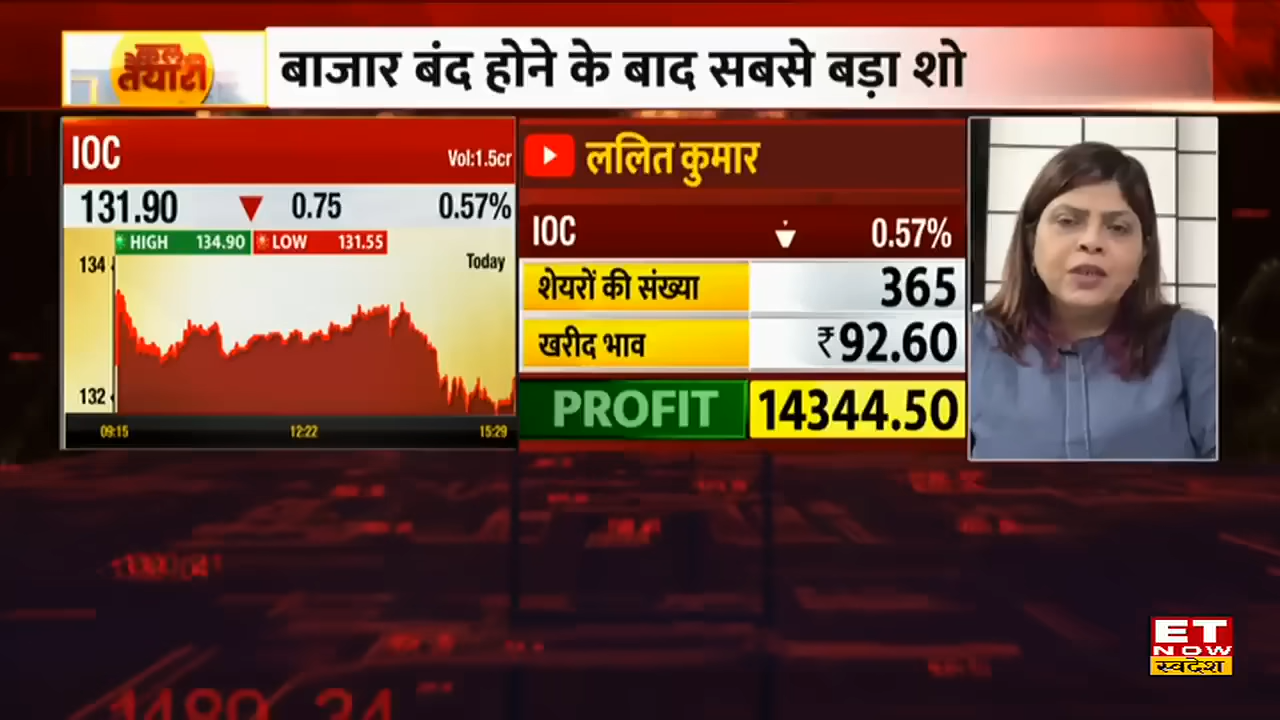 कल की
तैयारी
बाजार बंद होने के बाद सबसे बड़ा शो
IOC
Vol:1.5cr
131.90 ▼ 0.75 0.57%
HIGH 134.90 LOW 131.55
Today
134
132
09:15 12:22 15:29
ललित कुमार
IOC 0.57%
शेयरों की संख्या 365
खरीद भाव ₹92.60
PROFIT 14344.50
ET
NOW
स्वदेश